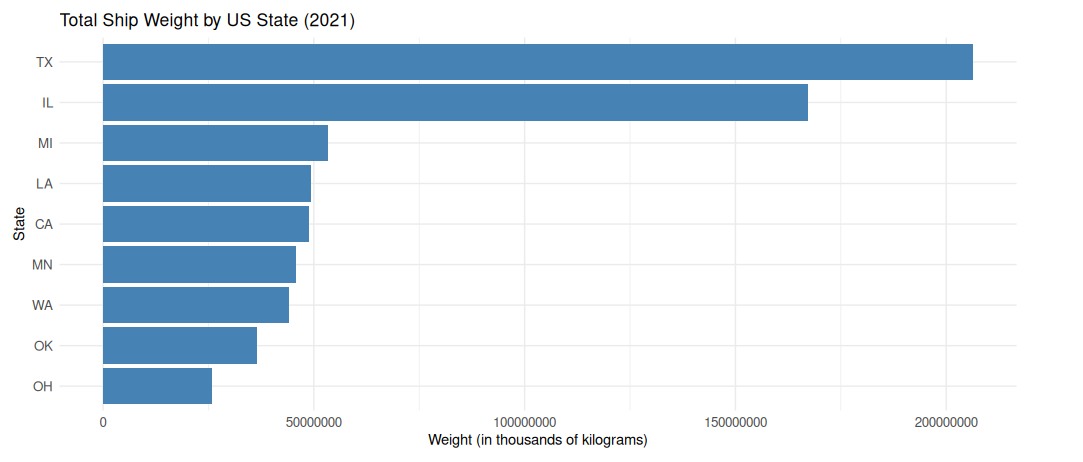 Total Ship Weight by US State (2021)
State
TX
IL
MI
LA
CA
MN
WA
OK
OH
0 50000000 100000000 150000000 200000000
Weight (in thousands of kilograms)